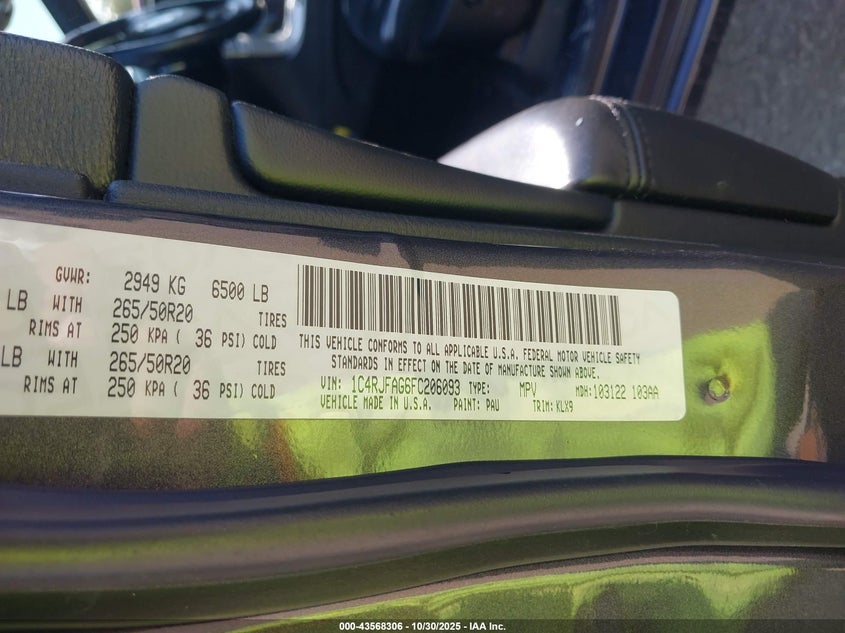 GVWR: 2949 KG 6500 LB
LB WITH 265/50R20 TIRES
RIMS AT 250 KPA ( 36 PSI) COLD
LB WITH 265/50R20 TIRES
RIMS AT 250 KPA ( 36 PSI) COLD
THIS VEHICLE CONFORMS TO ALL APPLICABLE U.S.A. FEDERAL MOTOR VEHICLE SAFETY
STANDARDS IN EFFECT ON THE DATE OF MANUFACTURE SHOWN ABOVE.
VIN: 1C4RJFAG6FC206093 TYPE: MPV MDH:103122 103AA
VEHICLE MADE IN U.S.A. PAINT: PAU TRIM: KLX9
000-43568306 - 10/30/2025 - IAA Inc.